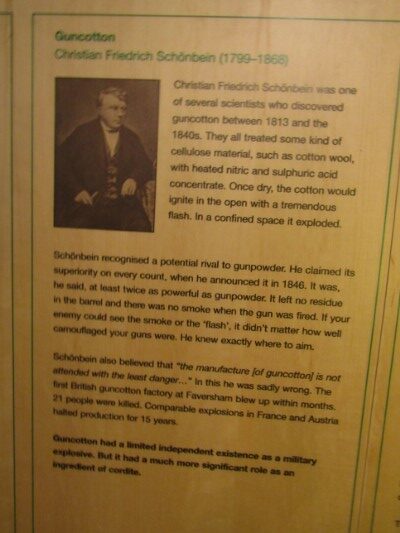 Guncotton
Christian Friedrich Schönbein (1799–1868)
Christian Friedrich Schönbein was one
of several scientists who discovered
guncotton between 1813 and the
1840s. They all treated some kind of
cellulose material, such as cotton wool,
with heated nitric and sulphuric acid
concentrate. Once dry, the cotton would
ignite in the open with a tremendous
flash. In a confined space it exploded.
Schönbein recognised a potential rival to gunpowder. He claimed its
superiority on every count, when he announced it in 1846. It was,
he said, at least twice as powerful as gunpowder. It left no residue
in the barrel and there was no smoke when the gun was fired. If your
enemy could see the smoke or the 'flash', it didn't matter how well
camouflaged your guns were. He knew exactly where to aim.
Schönbein also believed that "the manufacture [of guncotton] is not
attended with the least danger..." In this he was sadly wrong. The
first British guncotton factory at Faversham blew up within months.
21 people were killed. Comparable explosions in France and Austria
halted production for 15 years.
Guncotton had a limited independent existence as a military
explosive. But it had a much more significant role as an
ingredient of cordite.